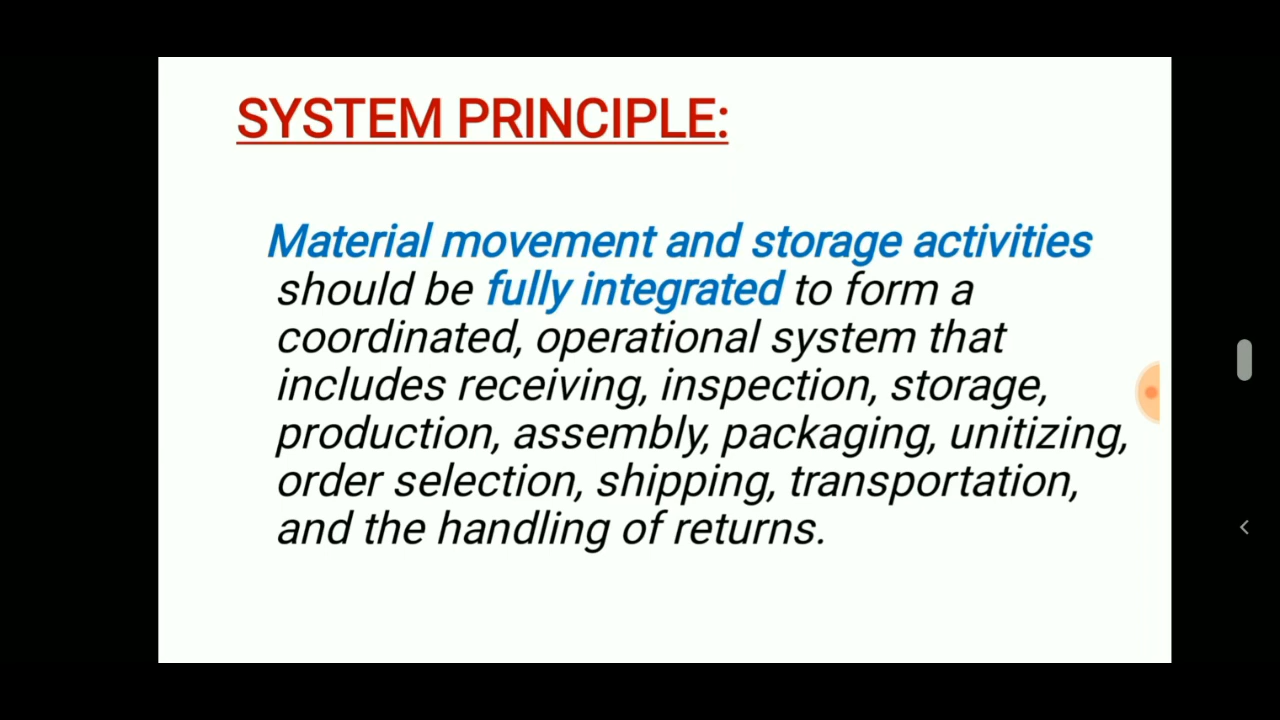 SYSTEM PRINCIPLE:
Material movement and storage activities
should be fully integrated to form a
coordinated, operational system that
includes receiving, inspection, storage,
production, assembly, packaging, unitizing,
order selection, shipping, transportation,
and the handling of returns.